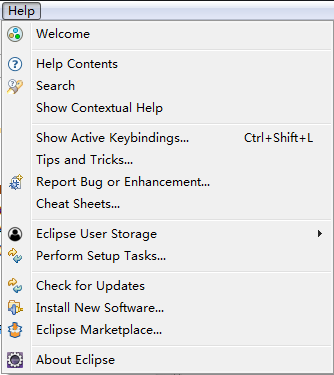 Help
Welcome
Help Contents
Search
Show Contextual Help
Show Active Keybindings... Ctrl+Shift+L
Tips and Tricks...
Report Bug or Enhancement...
Cheat Sheets...
Eclipse User Storage
Perform Setup Tasks...
Check for Updates
Install New Software...
Eclipse Marketplace...
About Eclipse